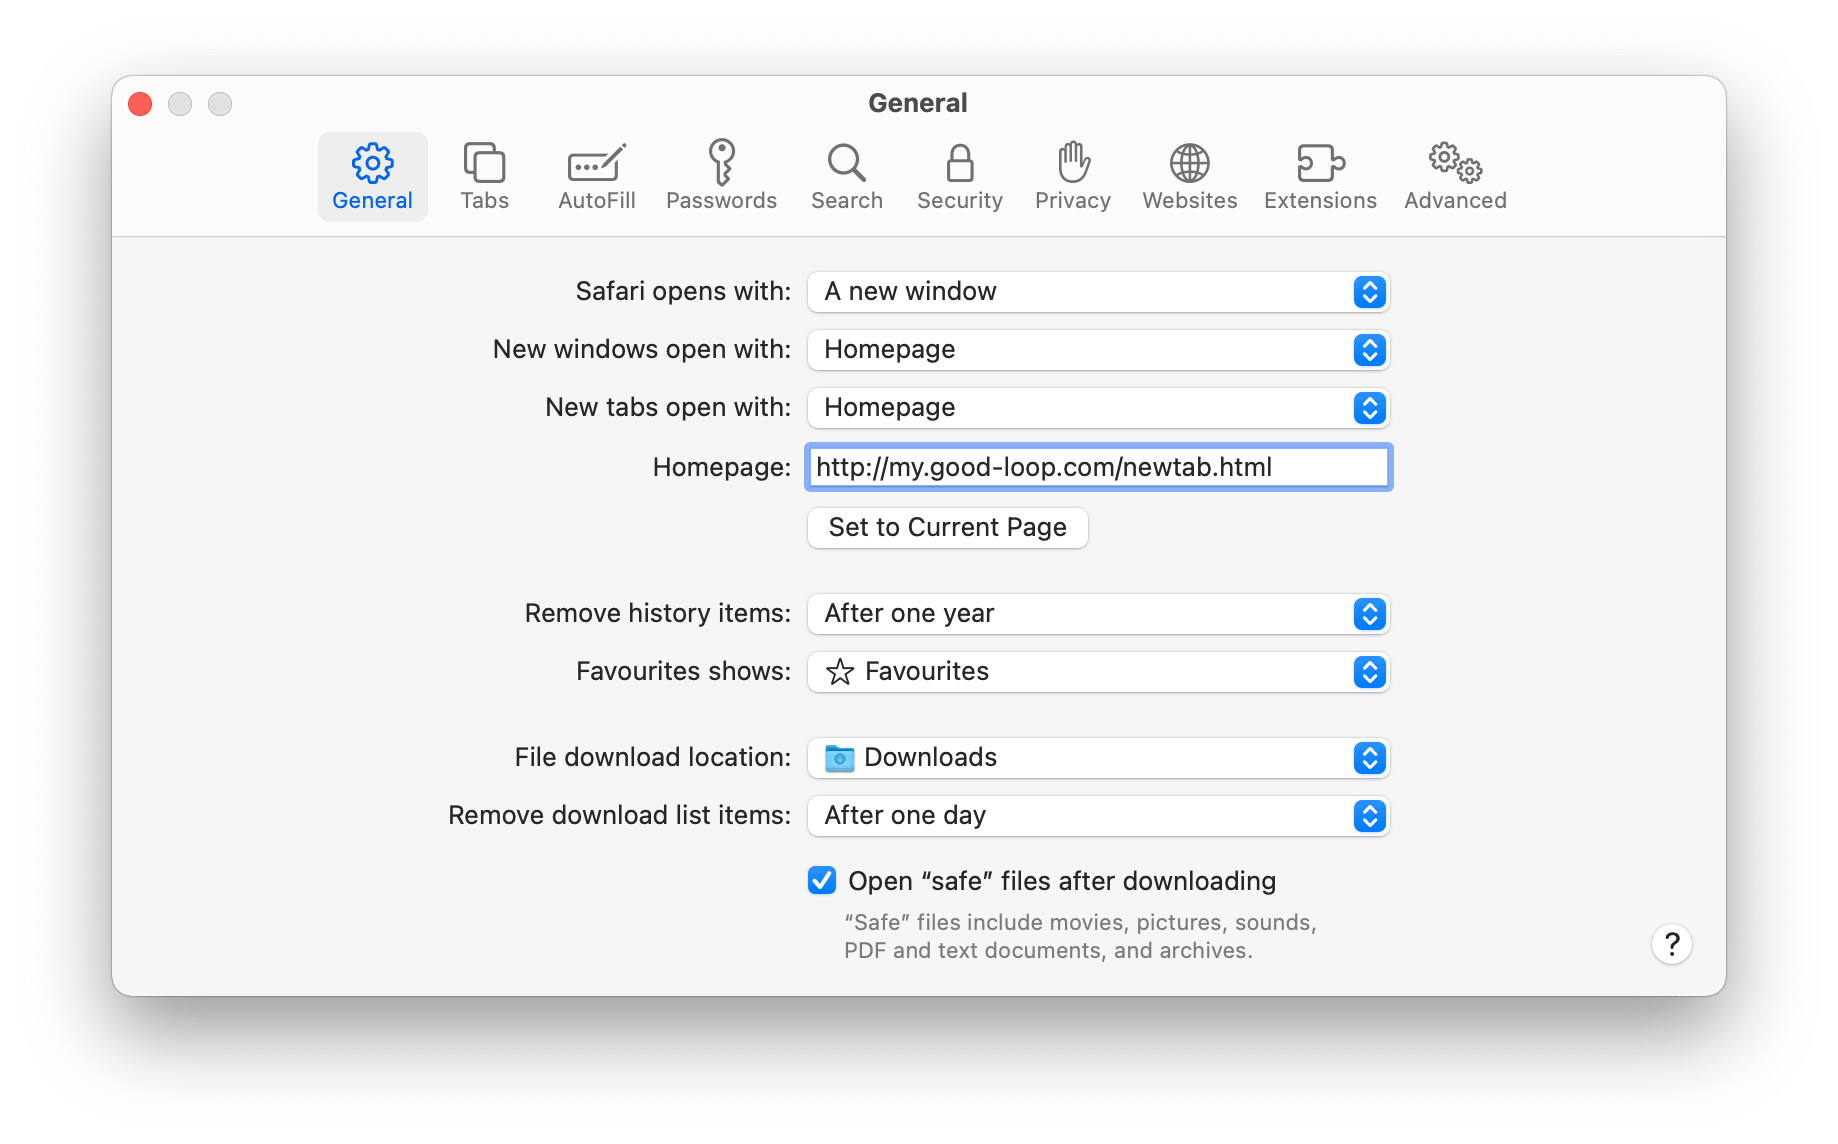 General
General
Tabs
AutoFill
Passwords
Search
Security
Privacy
Websites
Extensions
Advanced
Safari opens with: A new window
New windows open with: Homepage
New tabs open with: Homepage
Homepage: http://my.good-loop.com/newtab.html
Set to Current Page
Remove history items: After one year
Favourites shows: Favourites
File download location: Downloads
Remove download list items: After one day
Open “safe” files after downloading
“Safe” files include movies, pictures, sounds,
PDF and text documents, and archives.
?